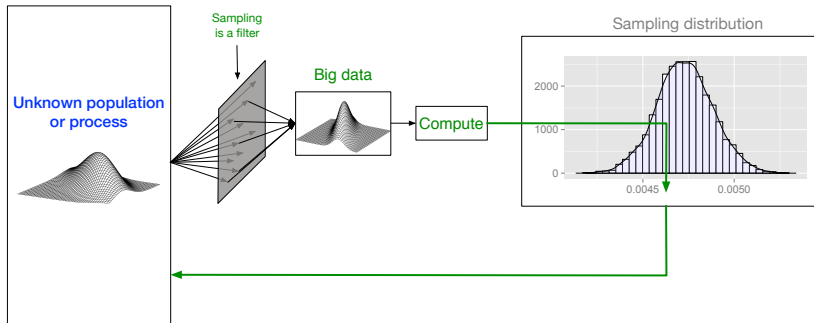 Sampling
is a filter
Sampling distribution
Unknown population
or process
Big data
Compute
2000
1000
0
0.0045
0.0050